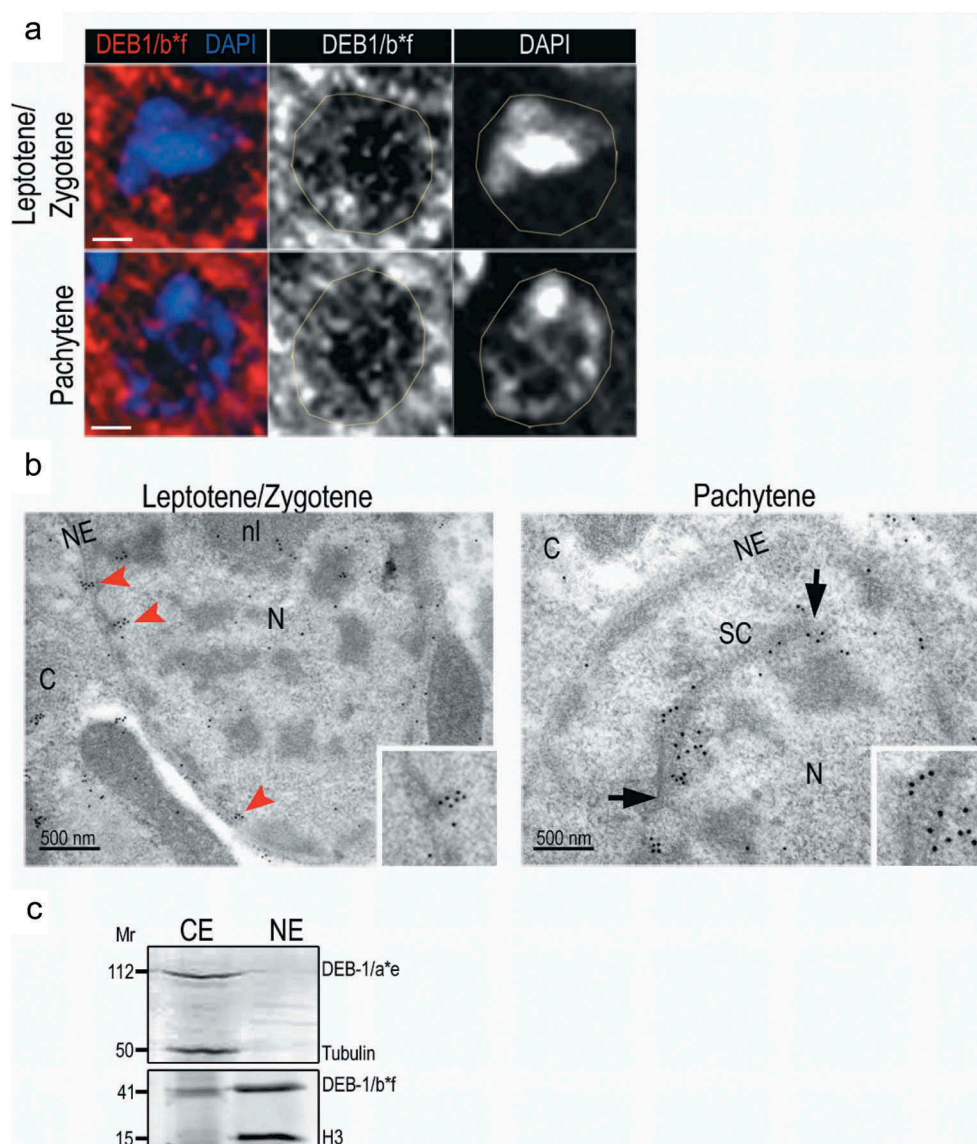 a
DEB1/b*f DAPI
DEB1/b*f
DAPI
Leptotene/
Zygotene
Pachytene
b
Leptotene/Zygotene
Pachytene
NE
nl
N
C
500 nm
C
NE
SC
N
500 nm
c
Mr
CE
NE
112
DEB-1/a*e
50
Tubulin
41
DEB-1/b*f
15
H3